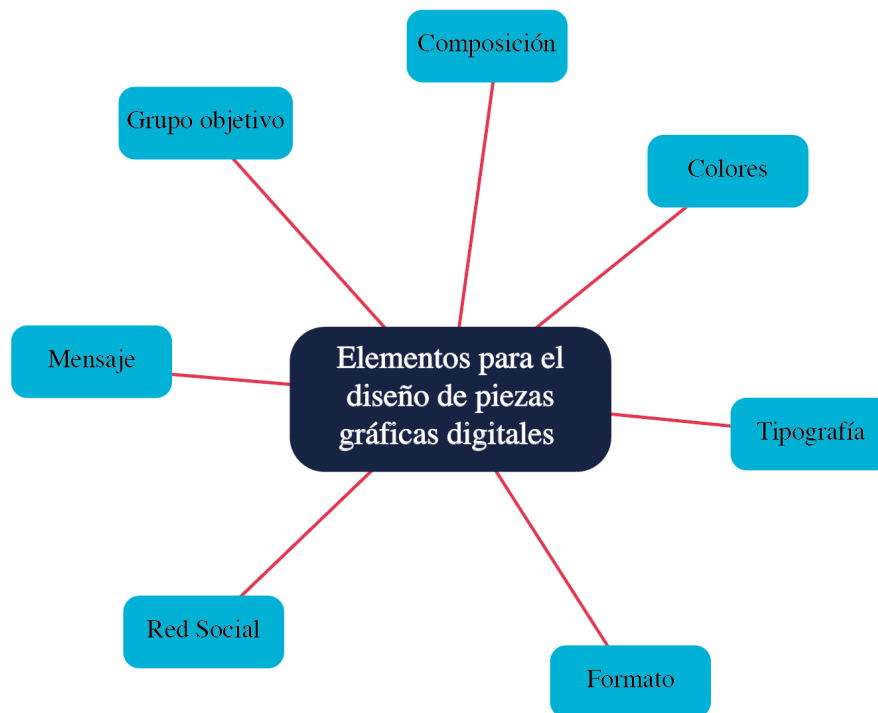 Composición
Grupo objetivo
Colores
Mensaje
Elementos para el
diseño de piezas
gráficas digitales
Tipografía
Red Social
Formato